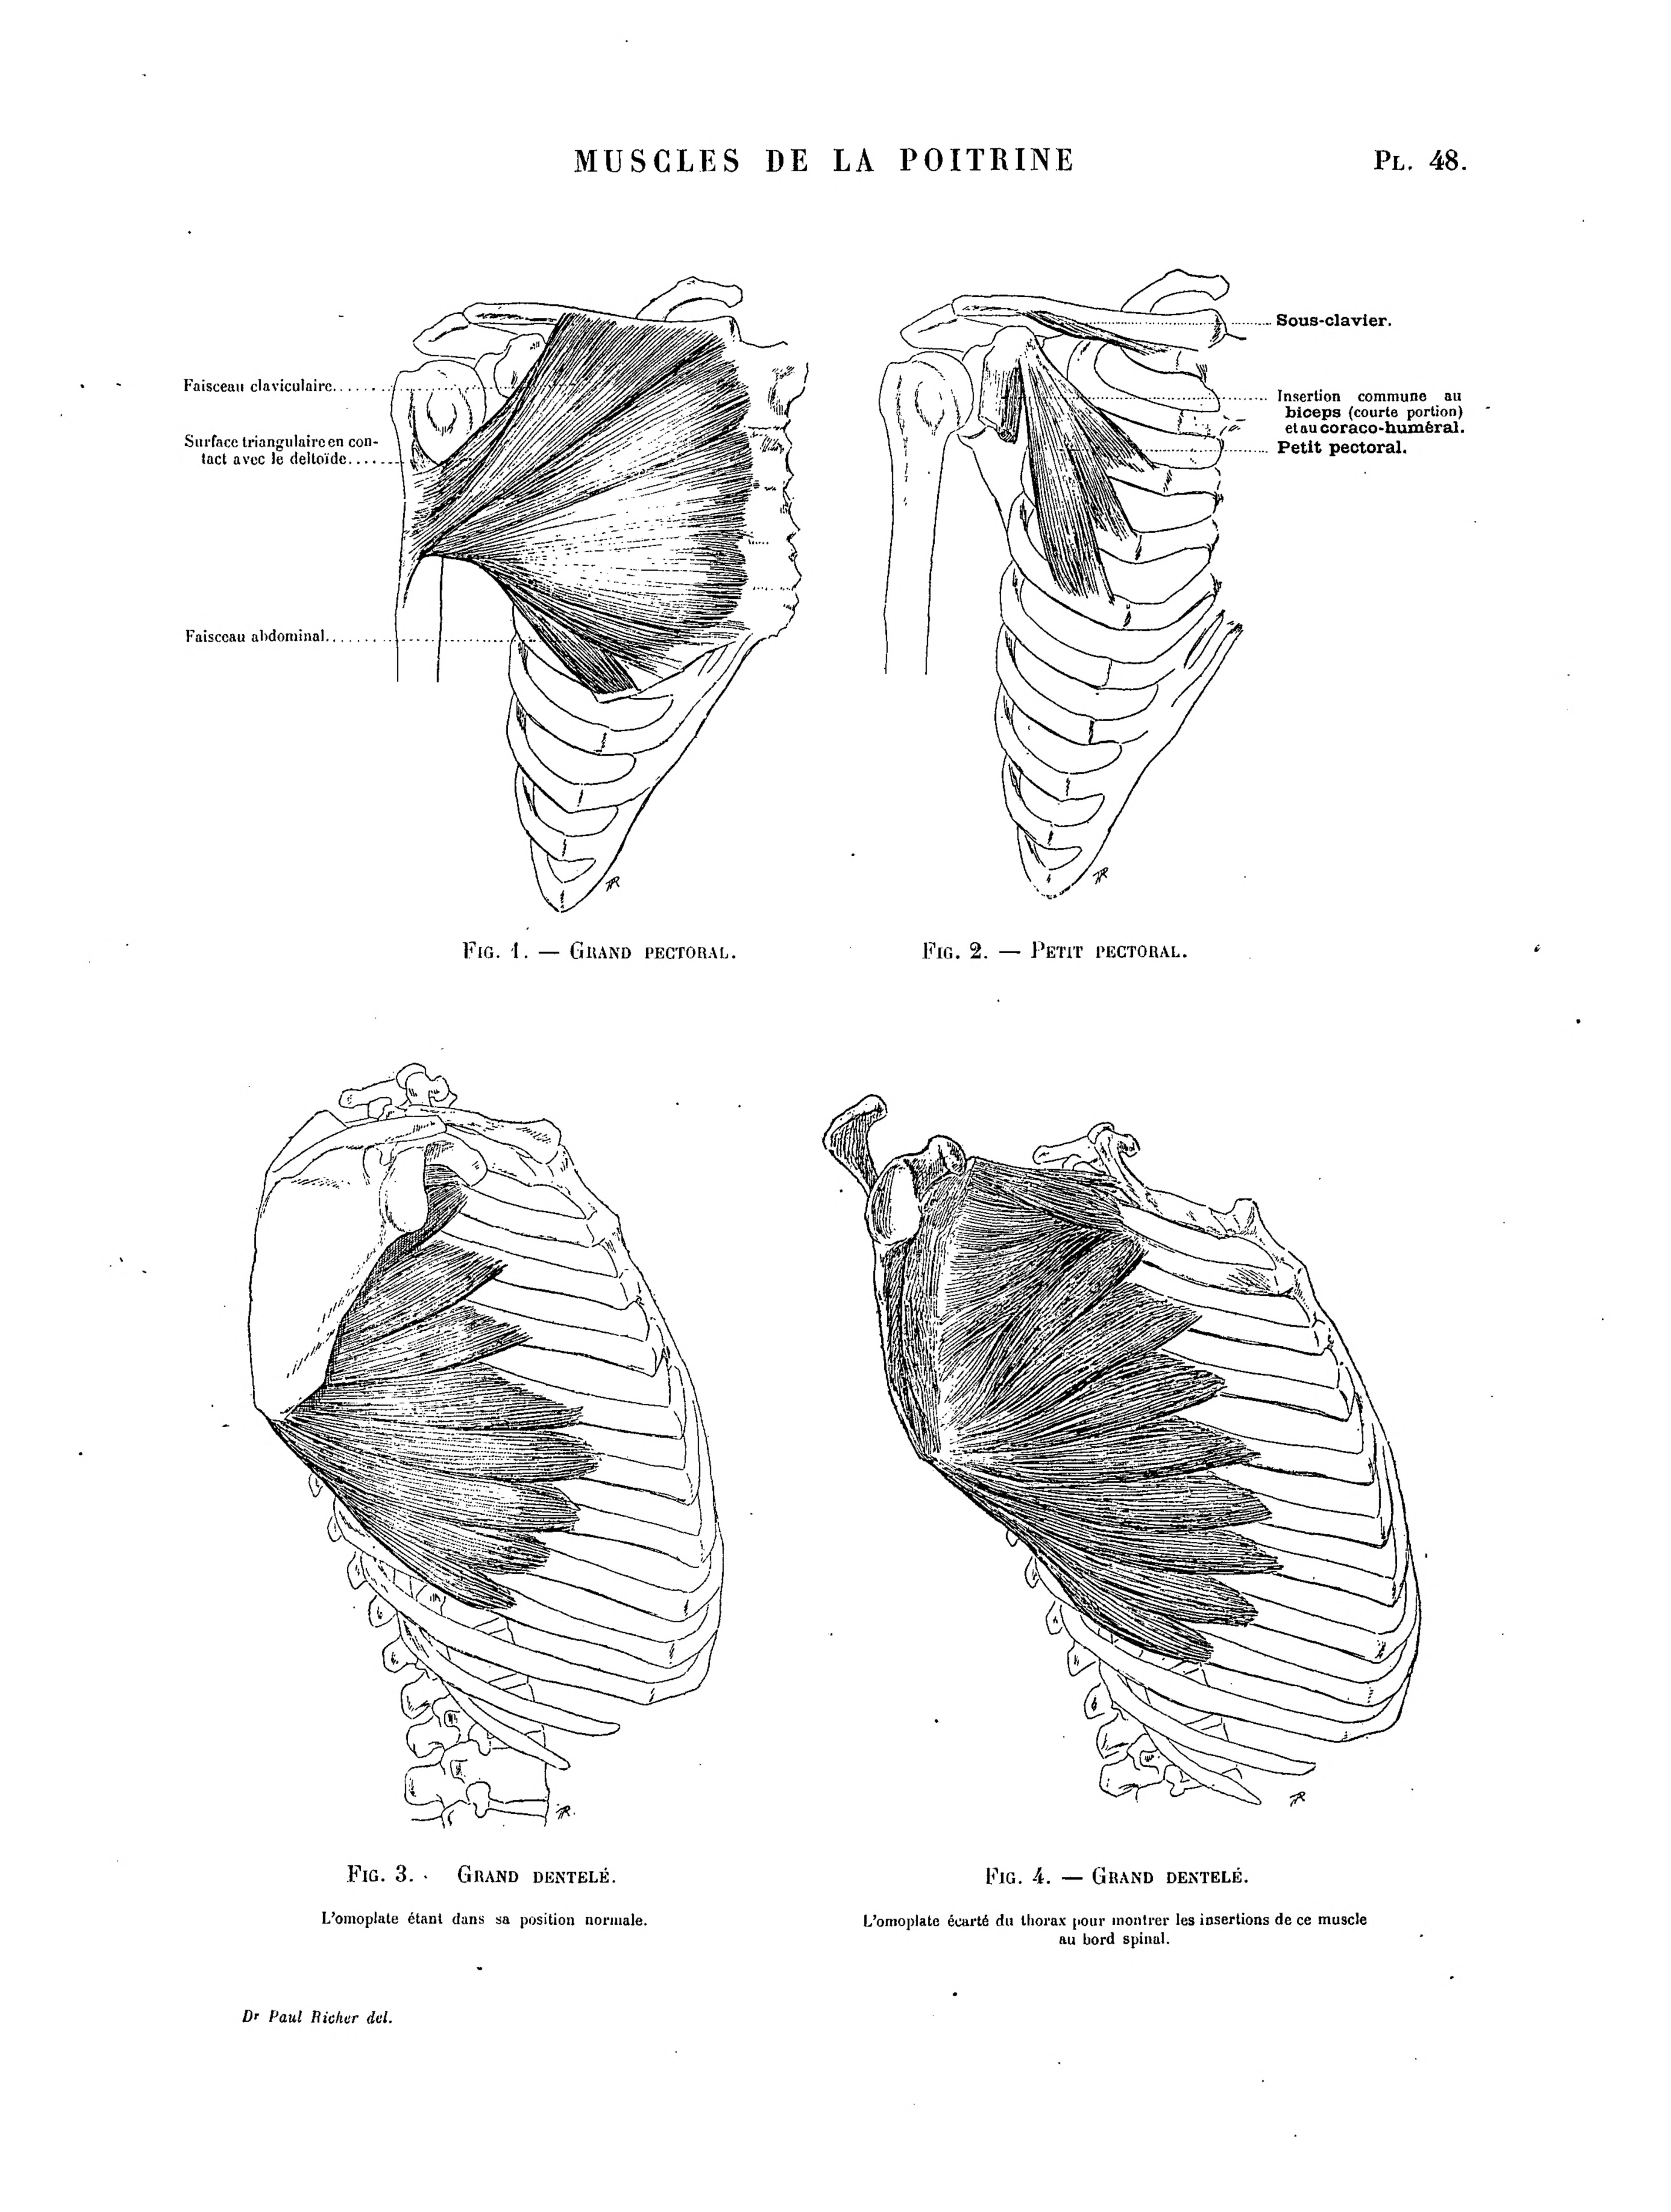 MUSCLES DE LA POITRINE
PL. 48.
Faisceau claviculaire......
Surface triangulaire en con-
tact avec le deltoïde......
Faisceau abdominal.......
Sous-clavier.
Insertion commune au
biceps (courte portion)
et au coraco-huméral.
Petit pectoral.
FIG. 1. — GRAND PECTORAL.
FIG. 2. — PETIT PECTORAL.
FIG. 3. · GRAND DENTELÉ.
L'omoplate étant dans sa position normale.
FIG. 4. — GRAND DENTELÉ.
L'omoplate écarté du thorax pour montrer les insertions de ce muscle
au bord spinal.
Dr Paul Richer del.